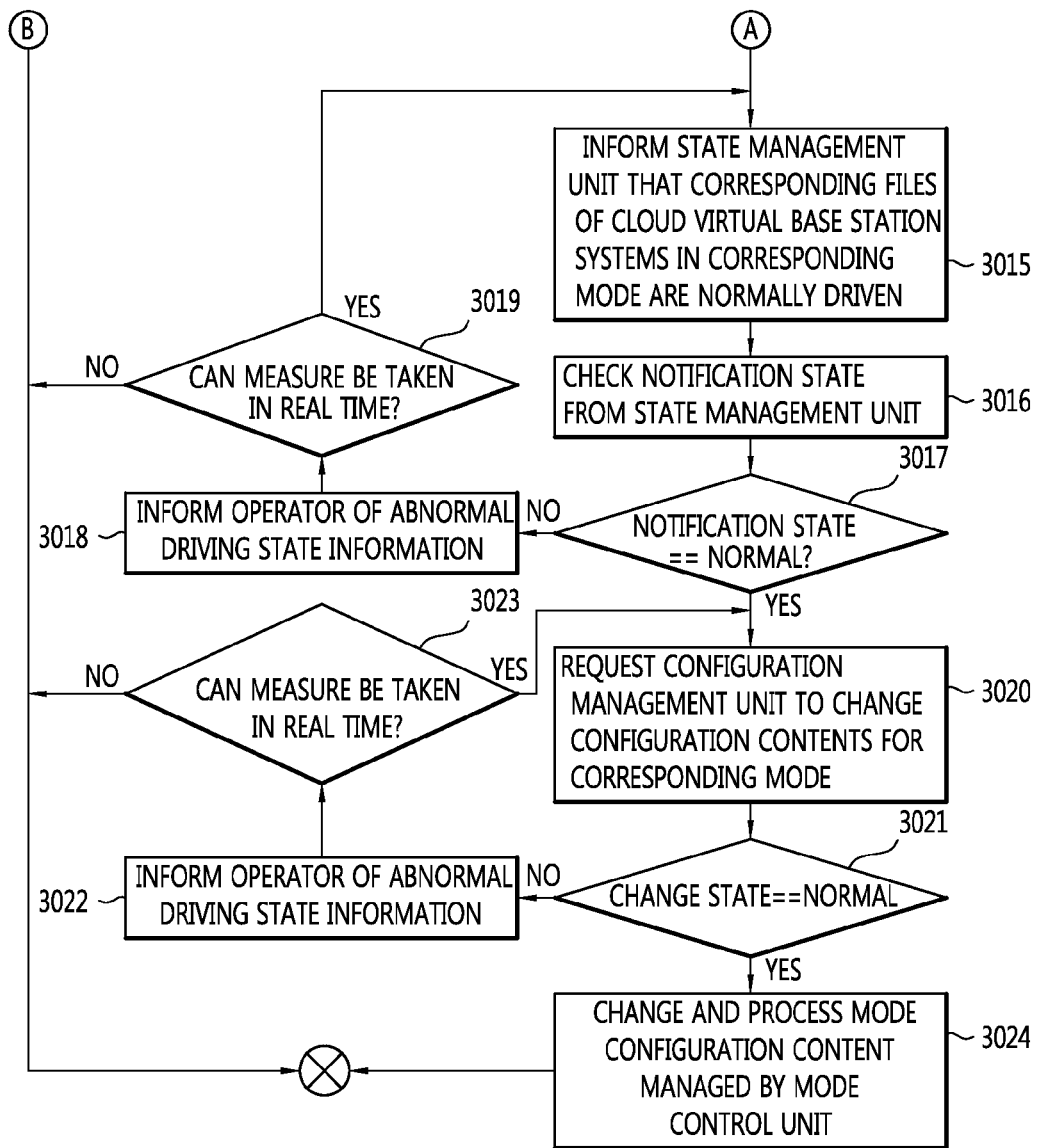 B
A
INFORM STATE MANAGEMENT
UNIT THAT CORRESPONDING FILES
OF CLOUD VIRTUAL BASE STATION
SYSTEMS IN CORRESPONDING
MODE ARE NORMALLY DRIVEN
3015
YES
3019
NO
CAN MEASURE BE TAKEN
IN REAL TIME?
CHECK NOTIFICATION STATE
FROM STATE MANAGEMENT UNIT
3016
3017
3018
INFORM OPERATOR OF ABNORMAL
DRIVING STATE INFORMATION
NO
NOTIFICATION STATE
== NORMAL?
YES
3023
NO
YES
CAN MEASURE BE TAKEN
IN REAL TIME?
REQUEST CONFIGURATION
MANAGEMENT UNIT TO CHANGE
CONFIGURATION CONTENTS FOR
CORRESPONDING MODE
3020
3021
3022
INFORM OPERATOR OF ABNORMAL
DRIVING STATE INFORMATION
NO
CHANGE STATE==NORMAL
YES
CHANGE AND PROCESS MODE
CONFIGURATION CONTENT
MANAGED BY MODE
CONTROL UNIT
3024